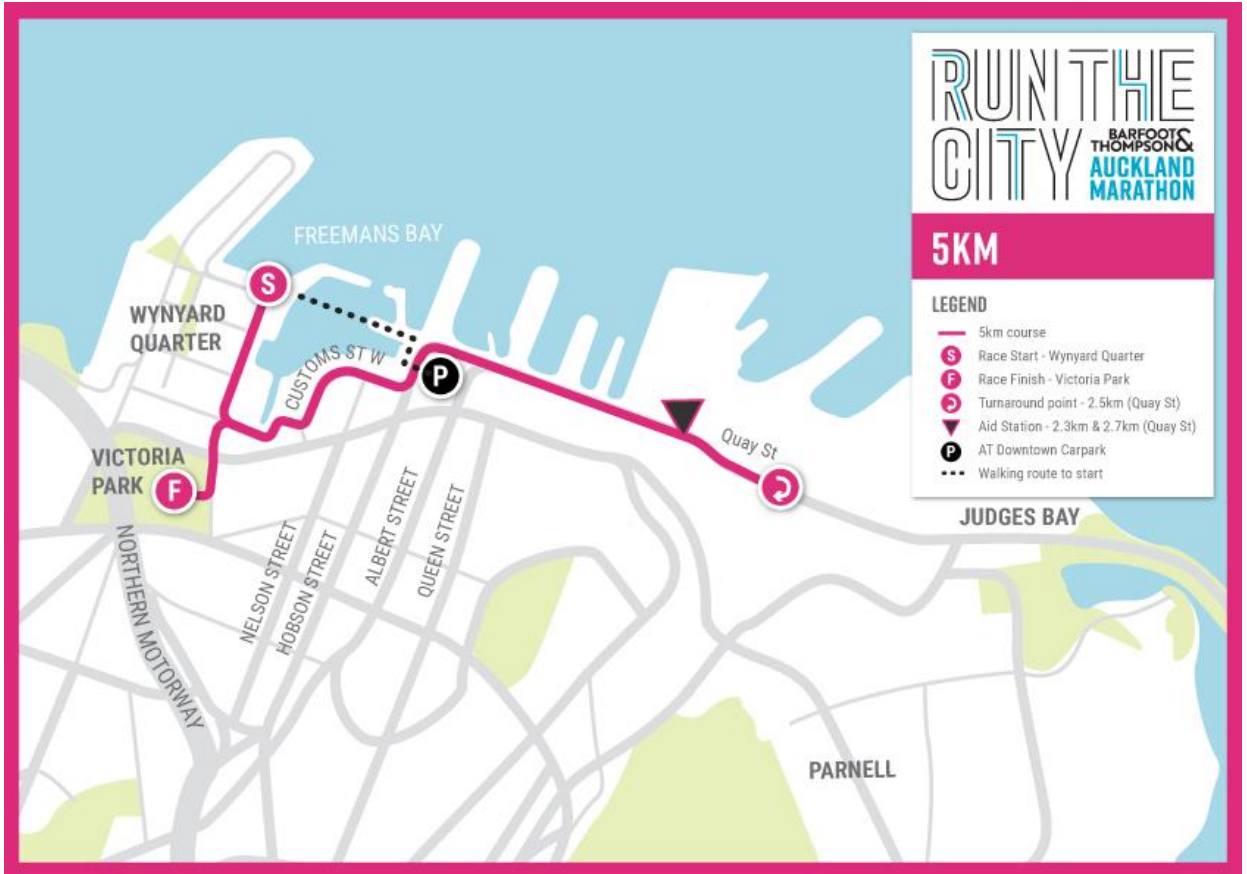 RUN THE
CITY
BARFOOT &
THOMPSON
AUCKLAND
MARATHON
5KM
LEGEND
5km course
S Race Start - Wynyard Quarter
F Race Finish - Victoria Park
Turnaround point - 2.5km (Quay St)
Aid Station - 2.3km & 2.7km (Quay St)
P AT Downtown Carpark
Walking route to start
FREEMANS BAY
S
WYNYARD
QUARTER
CUSTOMS ST W
P
Quay St
VICTORIA
PARK
F
JUDGES BAY
NORTHERN MOTORWAY
NELSON STREET
HOBSON STREET
ALBERT STREET
QUEEN STREET
PARNELL